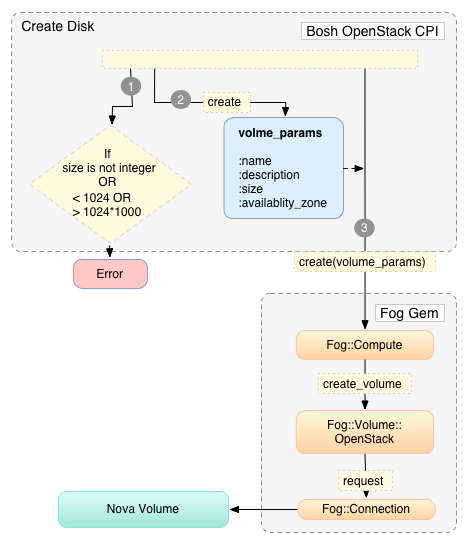 Create Disk
Bosh OpenStack CPI
1
2
create
If
size is not integer
OR
< 1024 OR
> 1024*1000
volme_params
:name
:description
:size
:availablity_zone
3
Error
create(volume_params)
Fog Gem
Fog::Compute
create_volume
Fog::Volume::
OpenStack
request
Fog::Connection
Nova Volume